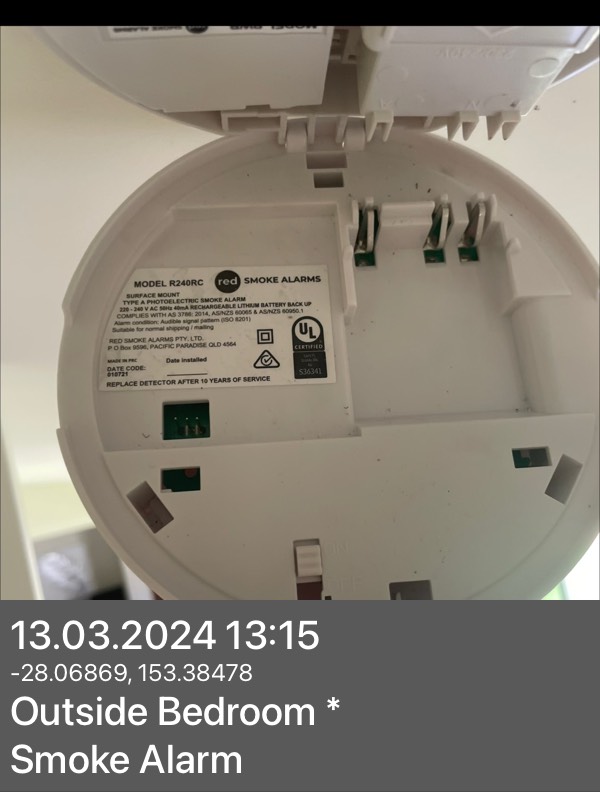 MODEL R240RC red SMOKE ALARMS
SURFACE MOUNT
TYPE A PHOTOELECTRIC SMOKE ALARM
220 - 240 V AC 50Hz 60mA RECHARGEABLE LITHIUM BATTERY BACK UP
COMPLIES WITH AS 3786: 2014, AS/NZS 60065 & AS/NZS 60950.1
Alarm condition: Audible signal pattern (ISO 8201)
Suitable for normal shipping / mailing
RED SMOKE ALARMS PTY. LTD.
P O Box 9596, PACIFIC PARADISE QLD 4564
UL
CERTIFIED
S36341
MADE IN PRC
Date installed
DATE CODE:
010721
REPLACE DETECTOR AFTER 10 YEARS OF SERVICE
13.03.2024 13:15
-28.06869, 153.38478
Outside Bedroom *
Smoke Alarm